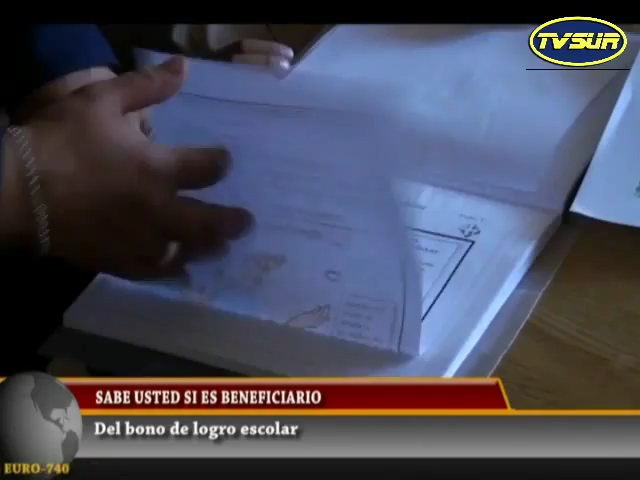 TVSUR
SABE USTED SI ES BENEFICIARIO
Del bono de logro escolar
EURO-740